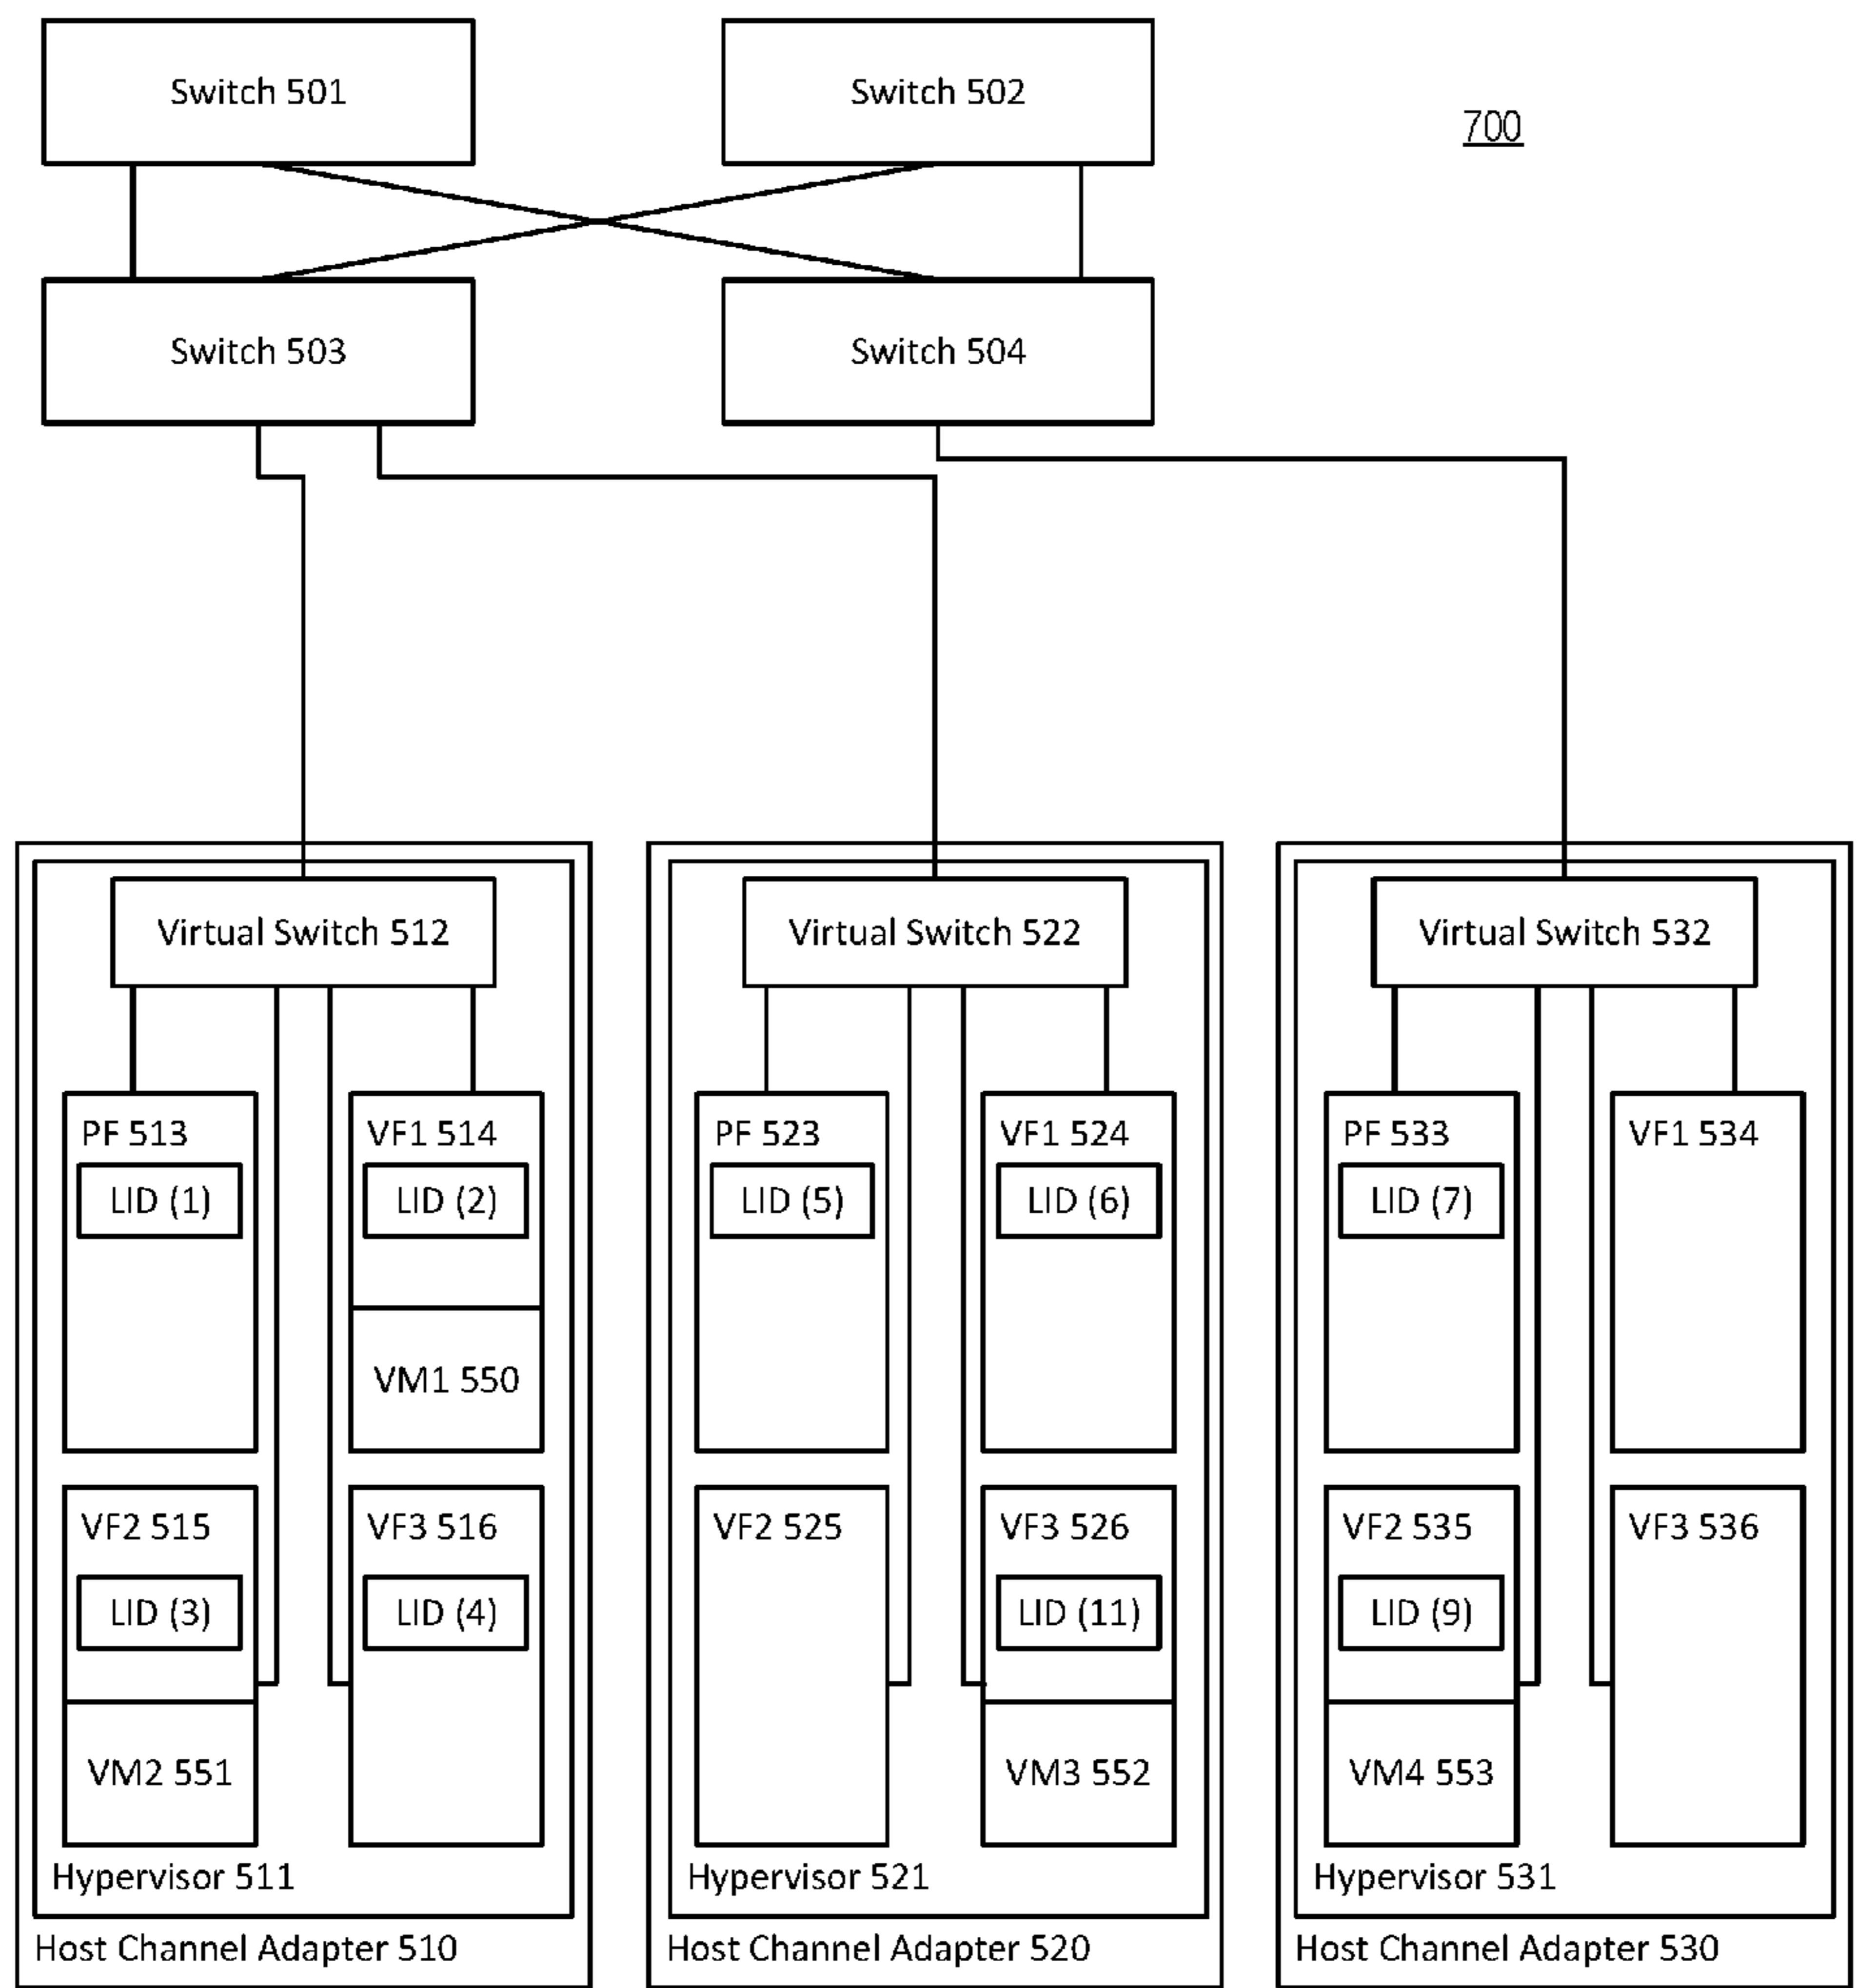 Switch 501
Switch 502
700
Switch 503
Switch 504
Virtual Switch 512
Virtual Switch 522
Virtual Switch 532
PF 513
LID (1)
VF1 514
LID (2)
VM1 550
VF2 515
LID (3)
VM2 551
VF3 516
LID (4)
Hypervisor 511
Host Channel Adapter 510
PF 523
LID (5)
VF1 524
LID (6)
VF2 525
VF3 526
LID (11)
VM3 552
Hypervisor 521
Host Channel Adapter 520
PF 533
LID (7)
VF1 534
VF2 535
LID (9)
VM4 553
VF3 536
Hypervisor 531
Host Channel Adapter 530